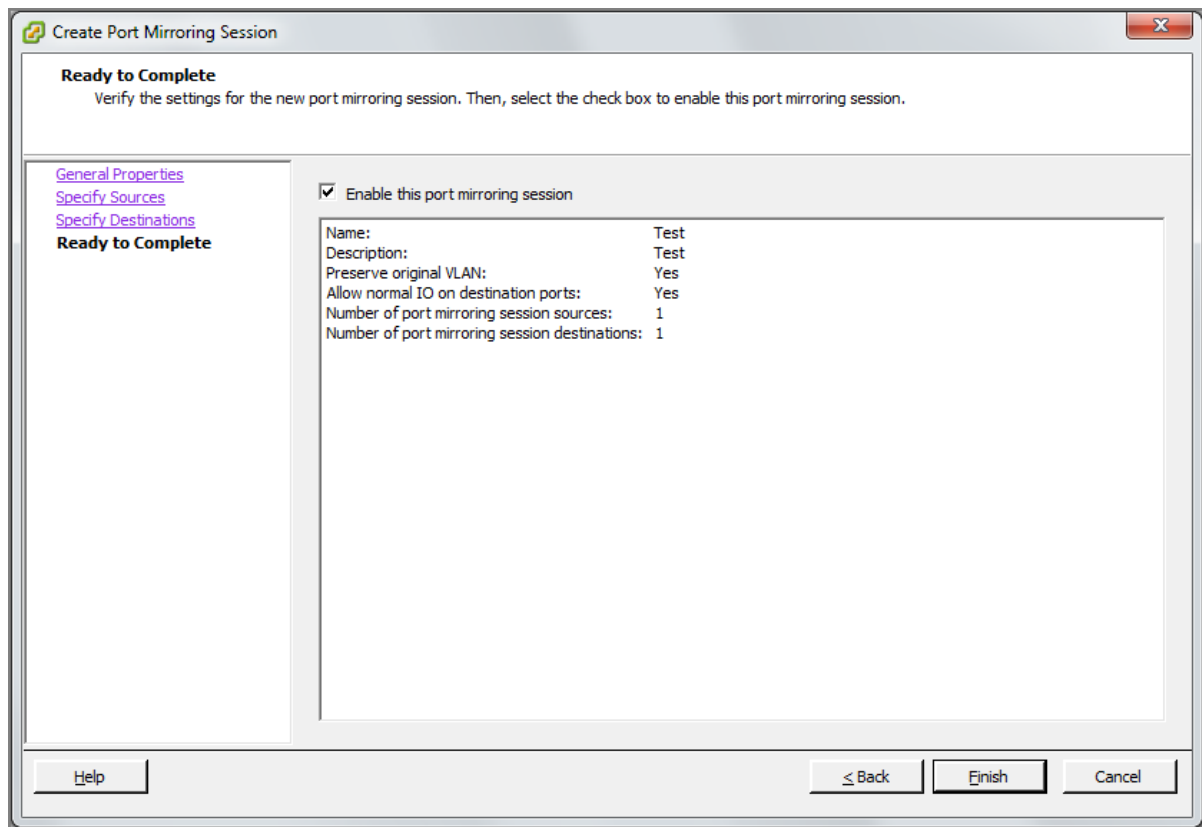 Create Port Mirroring Session
Ready to Complete
Verify the settings for the new port mirroring session. Then, select the check box to enable this port mirroring session.
General Properties
Specify Sources
Specify Destinations
Ready to Complete
Enable this port mirroring session
Name: Test
Description: Test
Preserve original VLAN: Yes
Allow normal IO on destination ports: Yes
Number of port mirroring session sources: 1
Number of port mirroring session destinations: 1
Help
< Back
Finish
Cancel